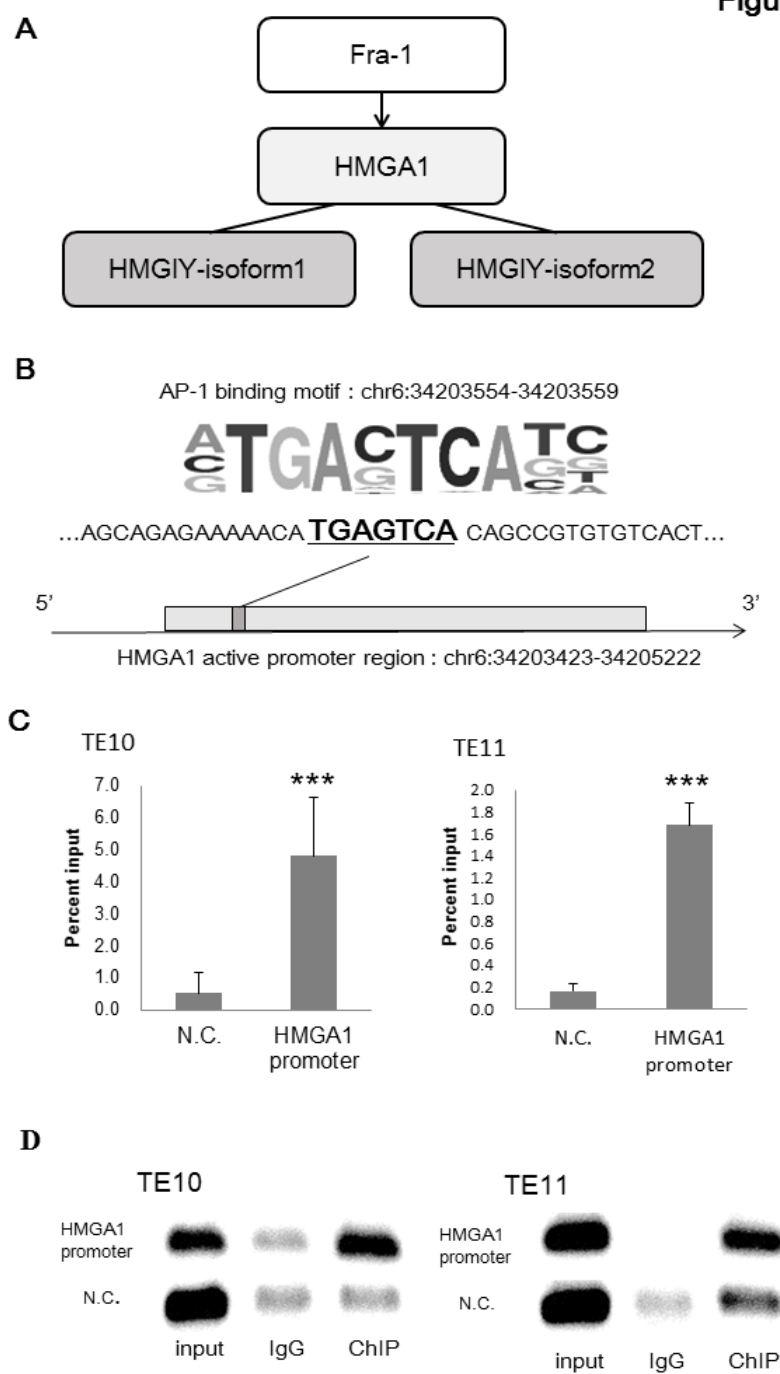 Figu
A
Fra-1
HMGA1
HMGIY-isoform1
HMGIY-isoform2
B
AP-1 binding motif : chr6:34203554-34203559
A T G A C T C A T C
C G G G
G C T
A
...AGCAGAGAAAAACA TGAGTCA CAGCCGTGTGTCACT...
5’
3’
HMGA1 active promoter region : chr6:34203423-34205222
C
TE10
***
7.0
6.0
5.0
4.0
3.0
2.0
1.0
0.0
Percent input
N.C.
HMGA1
promoter
TE11
***
2.0
1.8
1.6
1.4
1.2
1.0
0.8
0.6
0.4
0.2
0.0
Percent input
N.C.
HMGA1
promoter
D
TE10
HMGA1
promoter
N.C.
input IgG ChIP
TE11
HMGA1
promoter
N.C.
input IgG ChIP